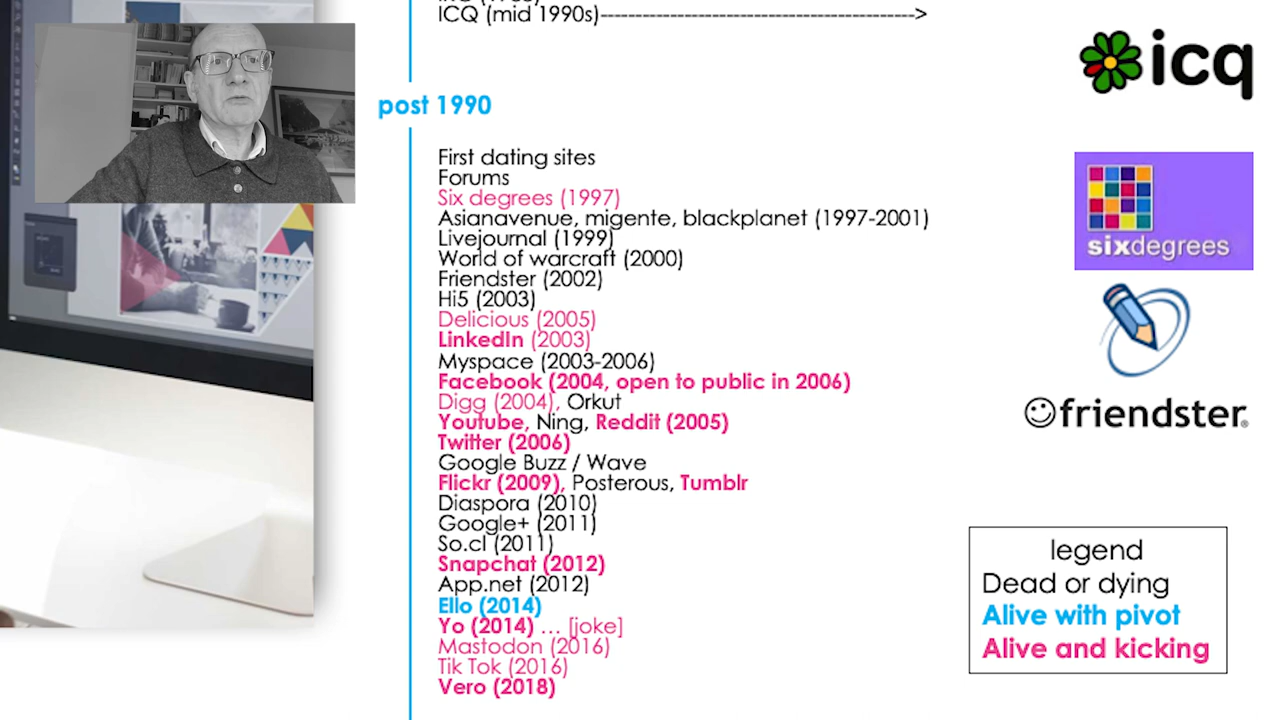 ICQ (mid 1990s)--------------------------------------------->
icq
post 1990
First dating sites
Forums
Six degrees (1997)
Asianavenue, migente, blackplanet (1997-2001)
Livejournal (1999)
World of warcraft (2000)
Friendster (2002)
Hi5 (2003)
Delicious (2005)
LinkedIn (2003)
Myspace (2003-2006)
Facebook (2004, open to public in 2006)
Digg (2004), Orkut
Youtube, Ning, Reddit (2005)
Twitter (2006)
Google Buzz / Wave
Flickr (2009), Posterous, Tumblr
Diaspora (2010)
Google+ (2011)
So.cl (2011)
Snapchat (2012)
App.net (2012)
Ello (2014)
Yo (2014) ... [joke]
Mastodon (2016)
Tik Tok (2016)
Vero (2018)
sixdegrees
friendster®
legend
Dead or dying
Alive with pivot
Alive and kicking